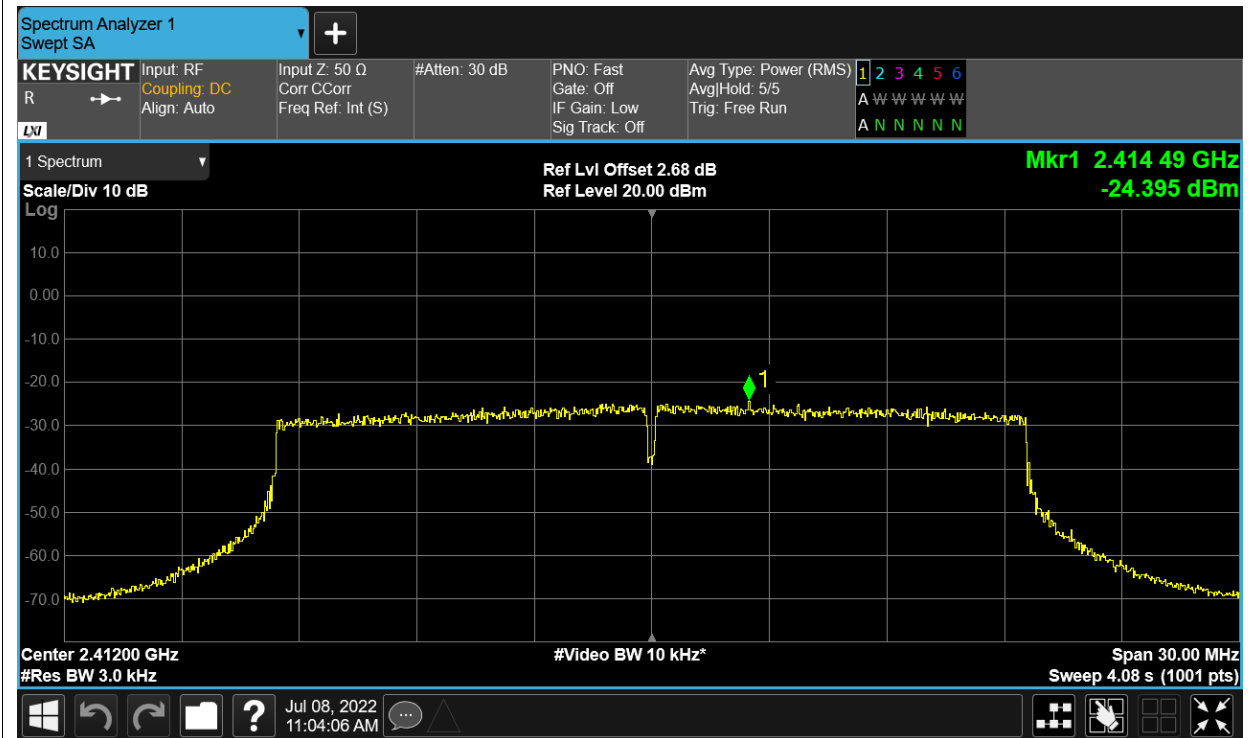 Spectrum Analyzer 1
Swept SA
KEYSIGHT
R
LXI
Input: RF
Coupling: DC
Align: Auto
Input Z: 50 Ω
Corr CCorr
Freq Ref: Int (S)
#Atten: 30 dB
PNO: Fast
Gate: Off
IF Gain: Low
Sig Track: Off
Avg Type: Power (RMS)
Avg|Hold: 5/5
Trig: Free Run
1 2 3 4 5 6
A W W W W W
A N N N N N
1 Spectrum
Scale/Div 10 dB
Log
Ref Lvl Offset 2.68 dB
Ref Level 20.00 dBm
Mkr1 2.414 49 GHz
-24.395 dBm
10.0
0.00
-10.0
-20.0
-30.0
-40.0
-50.0
-60.0
-70.0
1
Center 2.41200 GHz
#Res BW 3.0 kHz
#Video BW 10 kHz*
Span 30.00 MHz
Sweep 4.08 s (1001 pts)
?
Jul 08, 2022
11:04:06 AM